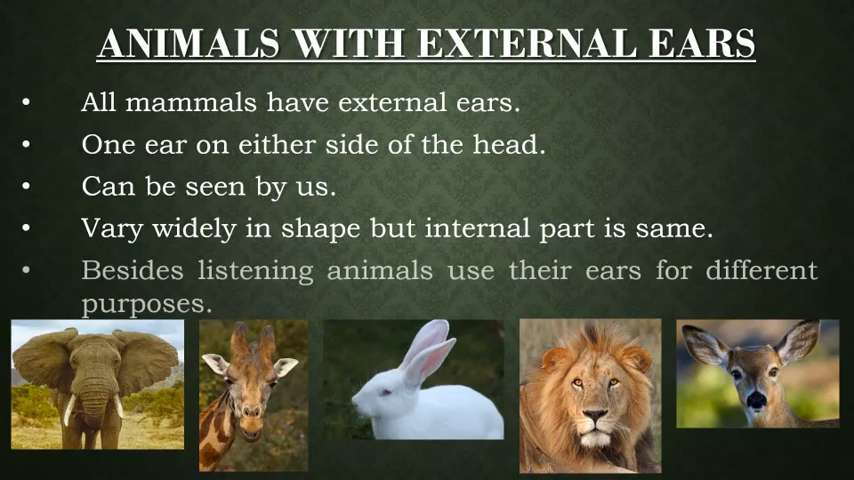 ANIMALS WITH EXTERNAL EARS
• All mammals have external ears.
• One ear on either side of the head.
• Can be seen by us.
• Vary widely in shape but internal part is same.
• Besides listening animals use their ears for different
purposes.